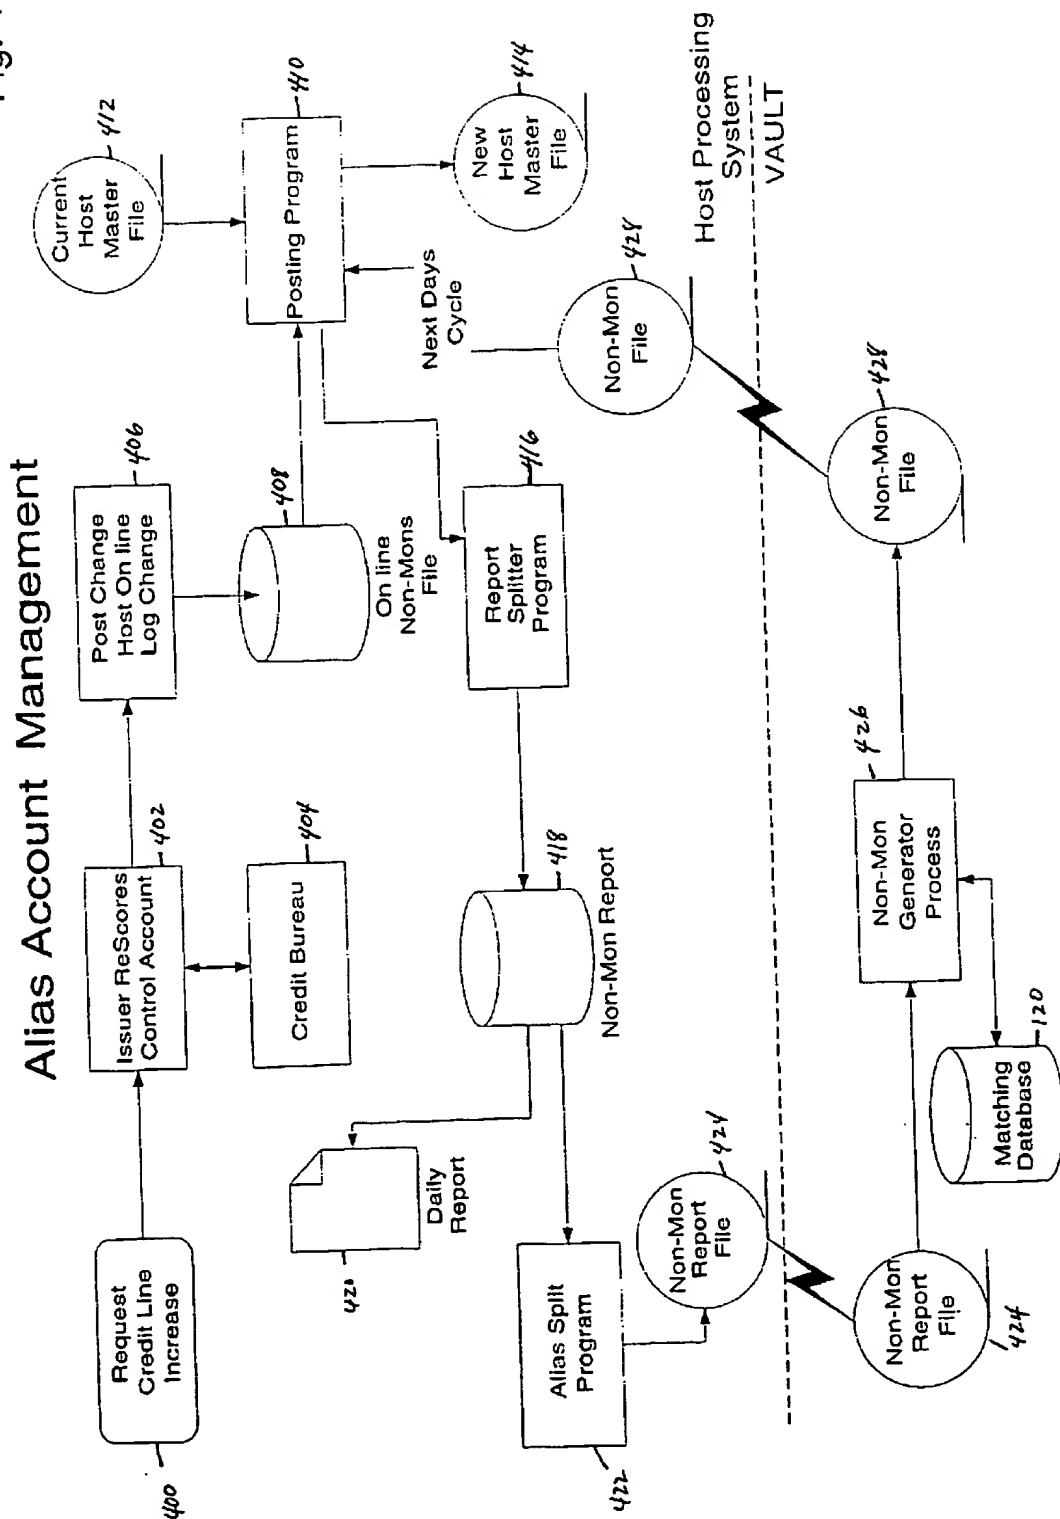 Fig.
Alias Account Management
Request
Credit Line
Increase
400
Issuer ReScores
Control Account
402
Credit Bureau
404
Post Change
Host On line
Log Change
406
408
On line
Non-Mons
File
Current
Host
Master
File
412
Posting Program
410
New
Host
Master
File
414
Next Days
Cycle
Report
Splitter
Program
416
418
Non-Mon Report
Daily
Report
420
Alias Split
Program
422
Non-Mon
Report
File
424
Non-Mon
File
428
Host Processing
System
VAULT
Non-Mon
Report
File
424
Non-Mon
Generator
Process
426
Matching
Database
120
Non-Mon
File
428